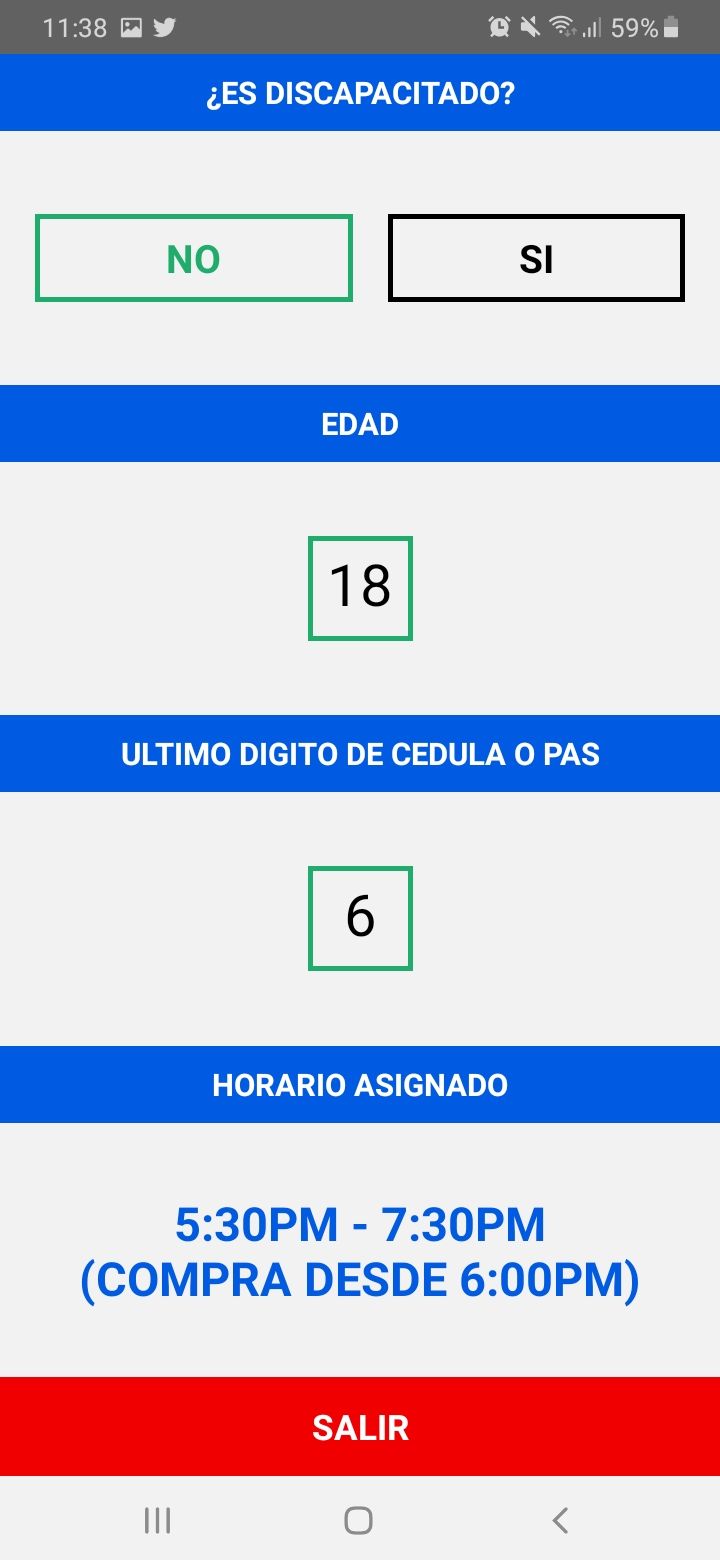 11:38
59%
¿ES DISCAPACITADO?
NO
SI
EDAD
18
ULTIMO DIGITO DE CEDULA O PAS
6
HORARIO ASIGNADO
5:30PM - 7:30PM
(COMPRA DESDE 6:00PM)
SALIR